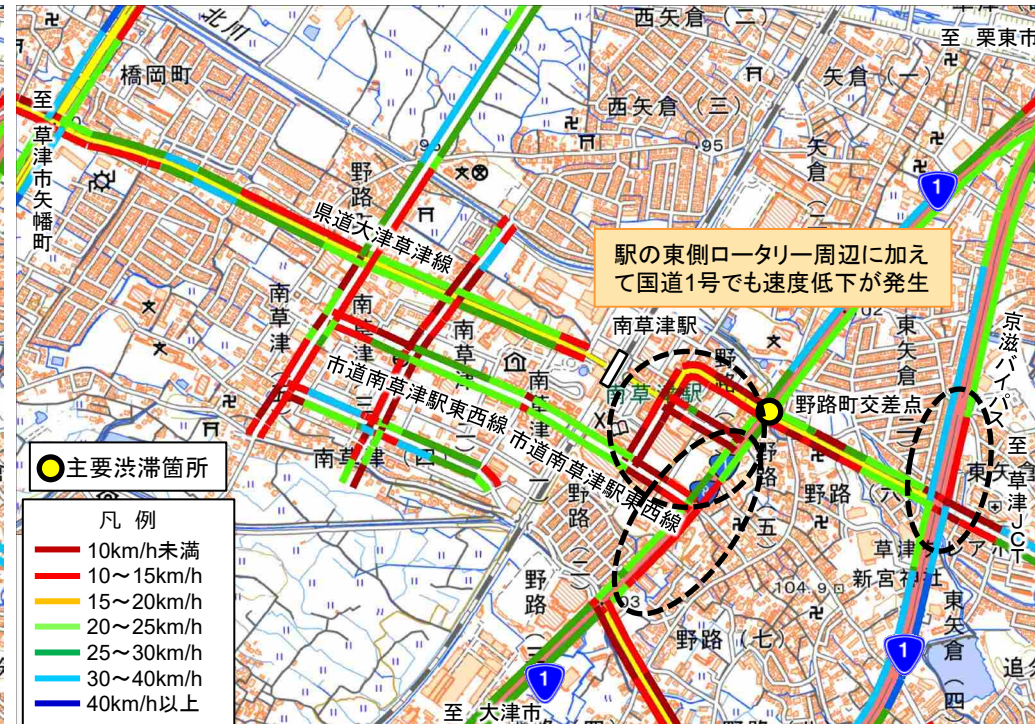 北川
橋岡町
西矢倉（二）
至 栗東市
矢倉（一）
西矢倉（三）
至草津市矢幡町
95
95
県道大津草津線
駅の東側ロータリー周辺に加え
て国道1号でも速度低下が発生
1
南草津
南草津駅
南草津駅
東矢倉
京滋バイパス
野路町交差点
市道南草津駅東西線
市道南草津駅東西線
南草津（四）
至草津JCT
主要渋滞箇所
野路（二）
野路（六）
野路（五）
104.9
新宮神社
東矢倉（四）
野路（七）
凡 例
10km/h未満
10～15km/h
15～20km/h
20～25km/h
25～30km/h
30～40km/h
40km/h以上
1
1
至 大津市